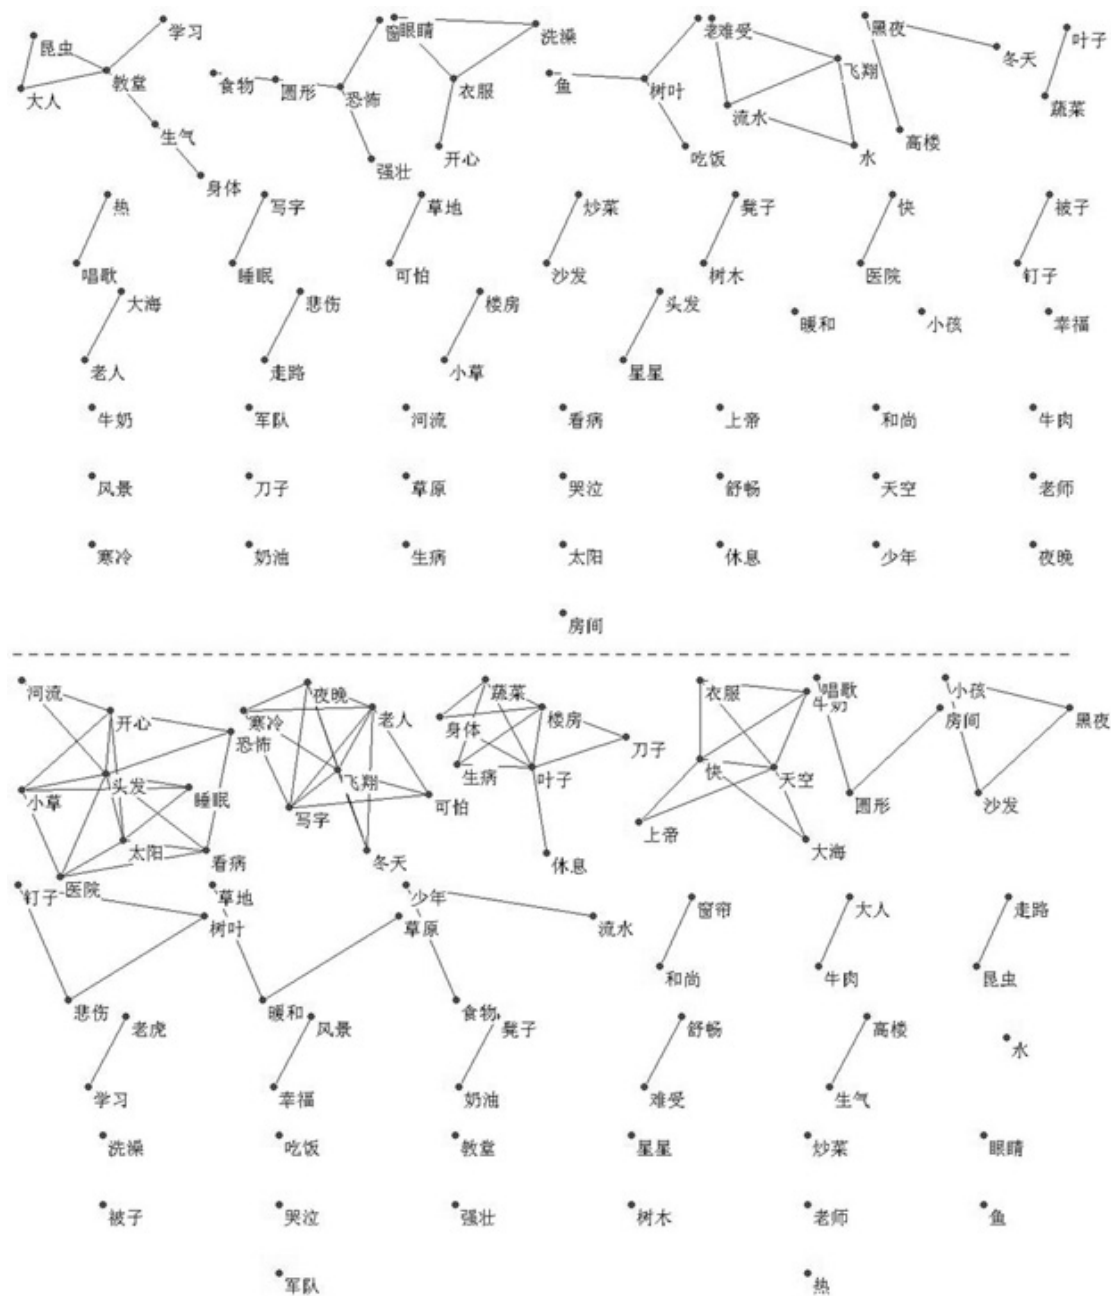 学习
昆虫
教堂
大人
生气
身体
眼睛
洗澡
食物
圆形
恐怖
衣服
强壮
开心
难受
鱼
树叶
飞翔
流水
吃饭
水
黑夜
冬天
高楼
叶子
蔬菜
热 写字 草地 炒菜 凳子 快 被子
唱歌 睡眠 可怕 沙发 树木 医院 钉子
大海 悲伤 楼房 头发 暖和 小孩 幸福
老人 走路 小草 星星
牛奶 军队 河流 看病 上帝 和尚 牛肉
风景 刀子 草原 哭泣 舒畅 天空 老师
寒冷 奶油 生病 太阳 休息 少年 夜晚
房间
河流
开心
恐怖
头发
小草
睡眠
太阳
看病
医院
夜晚
寒冷
老人
飞翔
可怕
写字
冬天
蔬菜
身体
楼房
刀子
生病
叶子
休息
衣服
唱歌
牛奶
快
天空
圆形
上帝
大海
小孩
房间
黑夜
沙发
钉子
树叶
悲伤
草地
草原
暖和
少年
流水
食物
窗帘 大人 走路
和尚 牛肉 昆虫
老虎 风景 凳子 舒畅 高楼 水
学习 幸福 奶油 难受 生气
洗澡 吃饭 教堂 星星 炒菜 眼睛
被子 哭泣 强壮 树木 老师 鱼
军队 热